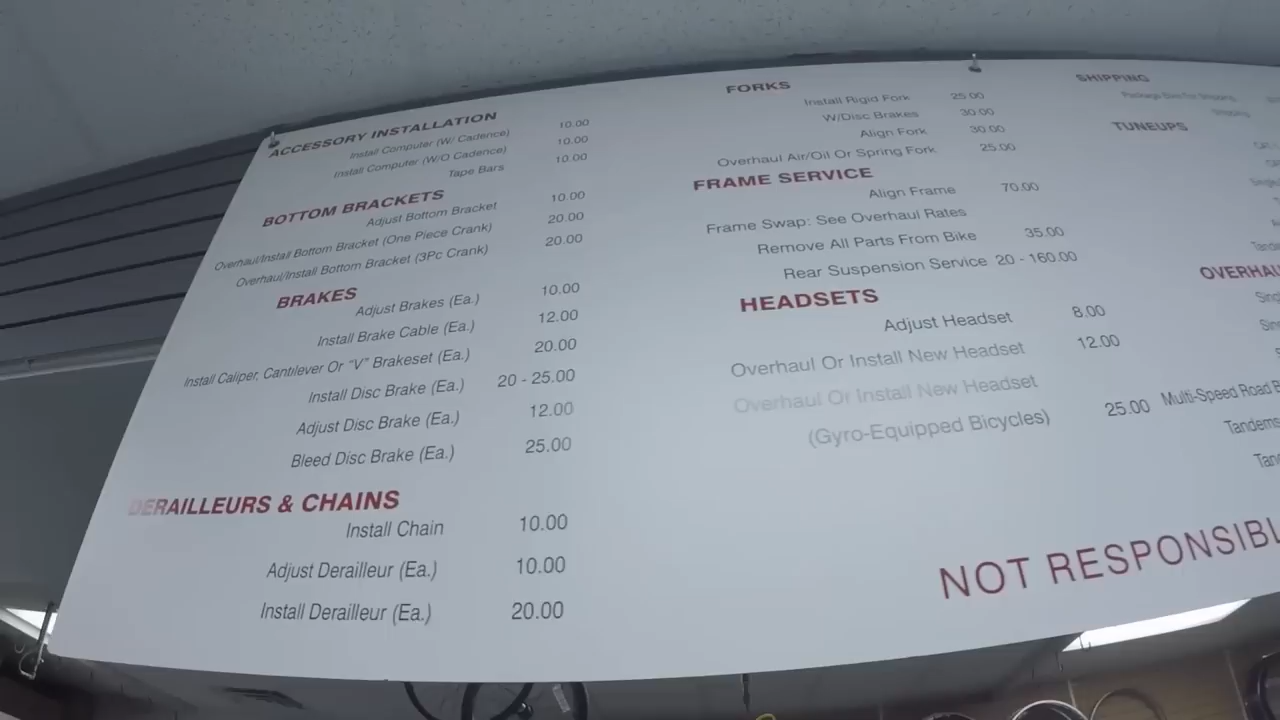 ACCESSORY INSTALLATION
Install Computer (W/ Cadence) 10.00
Install Computer (W/O Cadence) 10.00
Tape Bars 10.00
BOTTOM BRACKETS
Adjust Bottom Bracket 10.00
Overhaul/Install Bottom Bracket (One Piece Crank) 20.00
Overhaul/Install Bottom Bracket (3Pc Crank) 20.00
BRAKES
Adjust Brakes (Ea.) 10.00
Install Brake Cable (Ea.) 12.00
Install Caliper, Cantilever Or “V” Brakeset (Ea.) 20.00
Install Disc Brake (Ea.) 20 - 25.00
Adjust Disc Brake (Ea.) 12.00
Bleed Disc Brake (Ea.) 25.00
DERAILLEURS & CHAINS
Install Chain 10.00
Adjust Derailleur (Ea.) 10.00
Install Derailleur (Ea.) 20.00
FORKS
Install Rigid Fork 25.00
W/Disc Brakes 30.00
Align Fork 30.00
Overhaul Air/Oil Or Spring Fork 25.00
FRAME SERVICE
Align Frame 70.00
Frame Swap: See Overhaul Rates
Remove All Parts From Bike 35.00
Rear Suspension Service 20 - 160.00
HEADSETS
Adjust Headset 8.00
Overhaul Or Install New Headset 12.00
Overhaul Or Install New Headset
(Gyro-Equipped Bicycles) 25.00
SHIPPING
Package Bike For Shipping
Shipping
TUNEUPS
OVERHAU
Multi-Speed Road B
Tandems
NOT RESPONSIBL